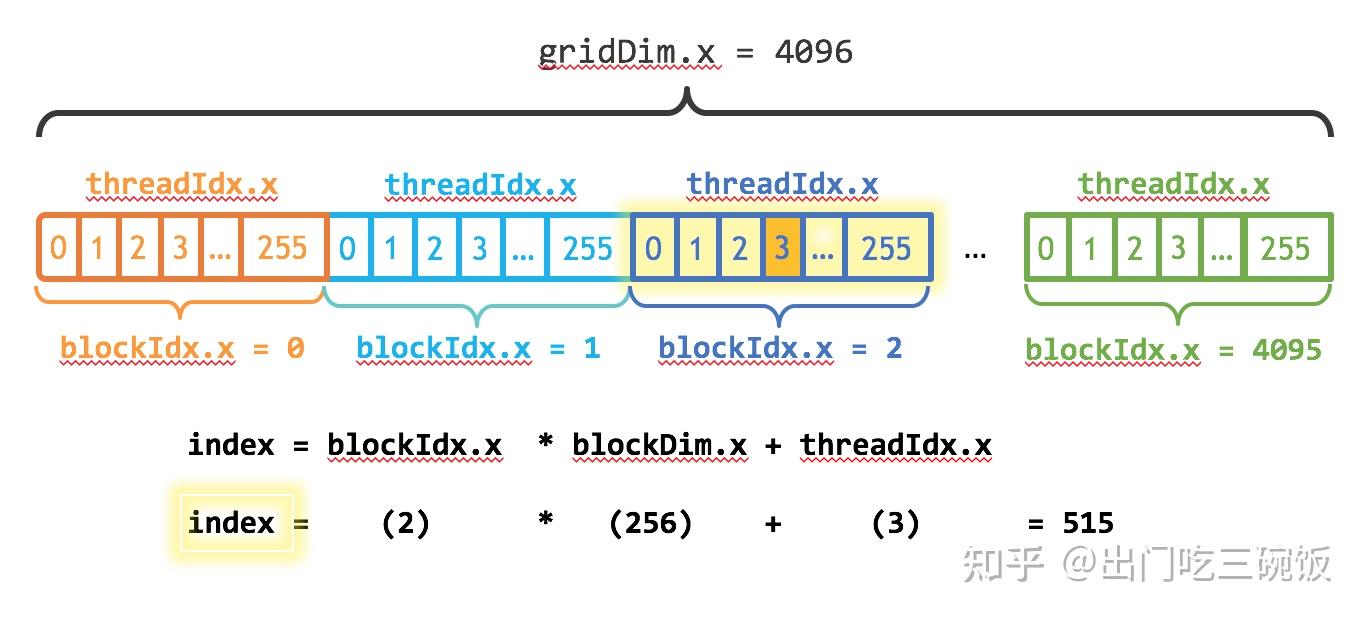 gridDim.x = 4096
threadIdx.x threadIdx.x threadIdx.x threadIdx.x
0 1 2 3 ... 255 0 1 2 3 ... 255 0 1 2 3 ... 255 ... 0 1 2 3 ... 255
blockIdx.x = 0 blockIdx.x = 1 blockIdx.x = 2 blockIdx.x = 4095
index = blockIdx.x * blockDim.x + threadIdx.x
index = (2) * (256) + (3) = 515
知乎 @出门吃三碗饭